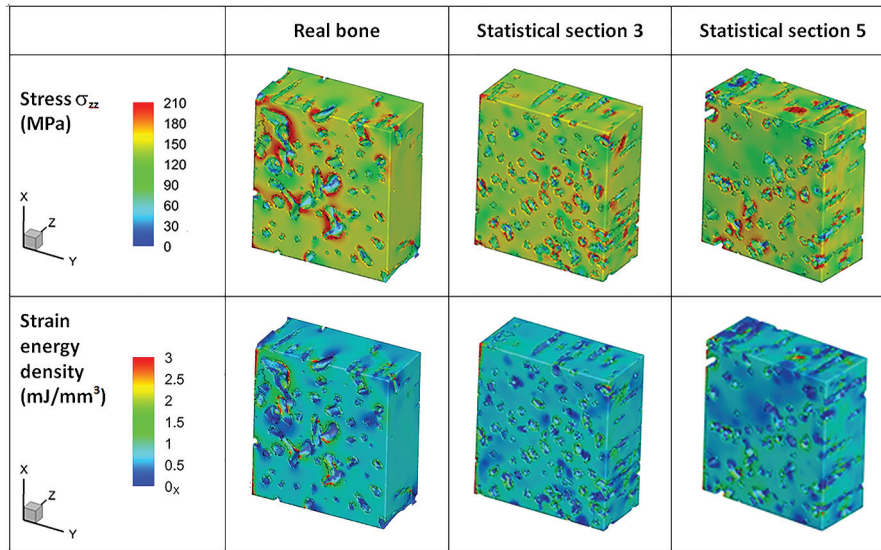 Real bone
Statistical section 3
Statistical section 5
Stress σzz
(MPa)
210
180
150
120
90
60
30
0
X
Z
Y
Strain
energy
density
(mJ/mm³)
3
2.5
2
1.5
1
0.5
0X
X
Z
Y